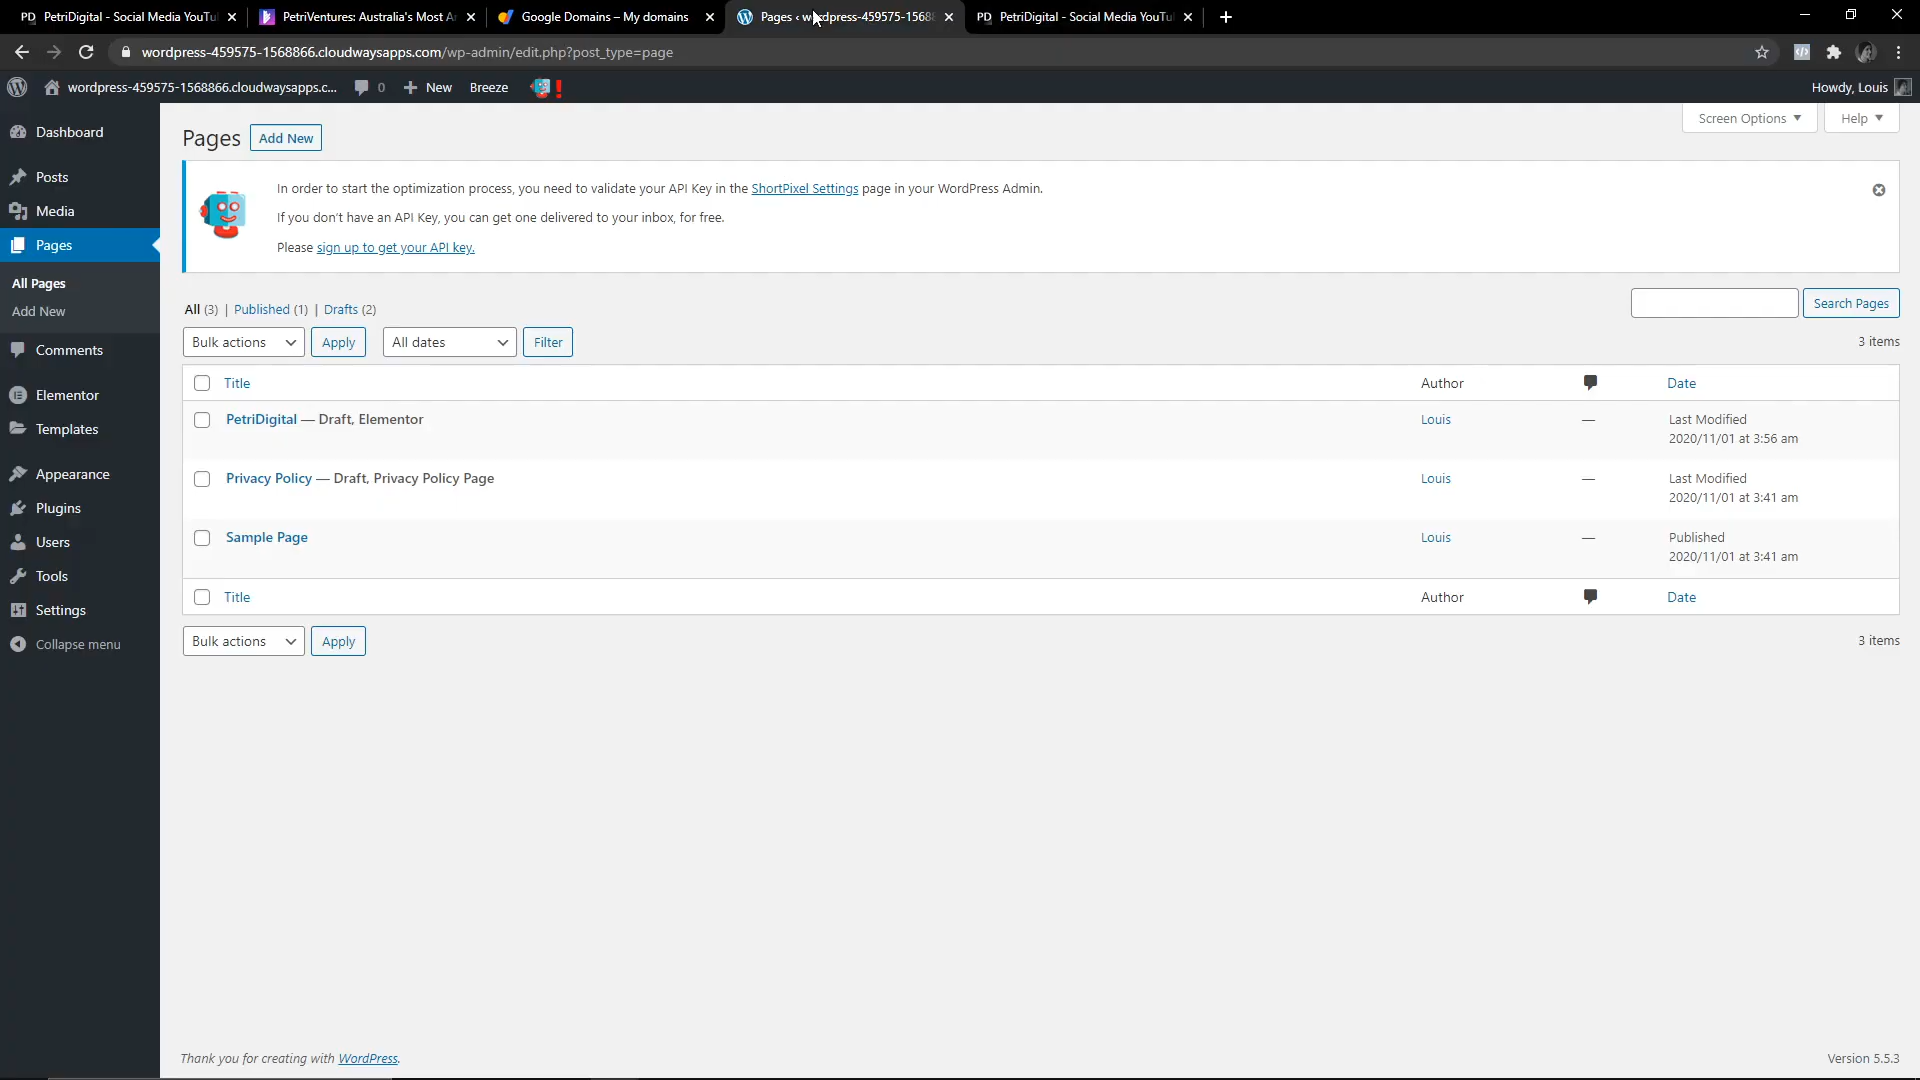 PD PetriDigital - Social Media YouTu
PetriVentures: Australia's Most A
Google Domains – My domains
Pages ‹ wordpress-459575-1568
PD PetriDigital - Social Media YouTu
wordpress-459575-1568866.cloudwaysapps.com/wp-admin/edit.php?post_type=page
wordpress-459575-1568866.cloudwaysapps.c...
0
New
Breeze
!
Howdy, Louis
Dashboard
Posts
Media
Pages
All Pages
Add New
Comments
Elementor
Templates
Appearance
Plugins
Users
Tools
Settings
Collapse menu
Screen Options
Help
Pages
Add New
In order to start the optimization process, you need to validate your API Key in the ShortPixel Settings page in your WordPress Admin.
If you don't have an API Key, you can get one delivered to your inbox, for free.
Please sign up to get your API key.
All (3) | Published (1) | Drafts (2)
Search Pages
Bulk actions
Apply
All dates
Filter
3 items
Title Author Date
PetriDigital — Draft, Elementor Louis — Last Modified
2020/11/01 at 3:56 am
Privacy Policy — Draft, Privacy Policy Page Louis — Last Modified
2020/11/01 at 3:41 am
Sample Page Louis — Published
2020/11/01 at 3:41 am
Title Author Date
Bulk actions
Apply
3 items
Thank you for creating with WordPress.
Version 5.5.3